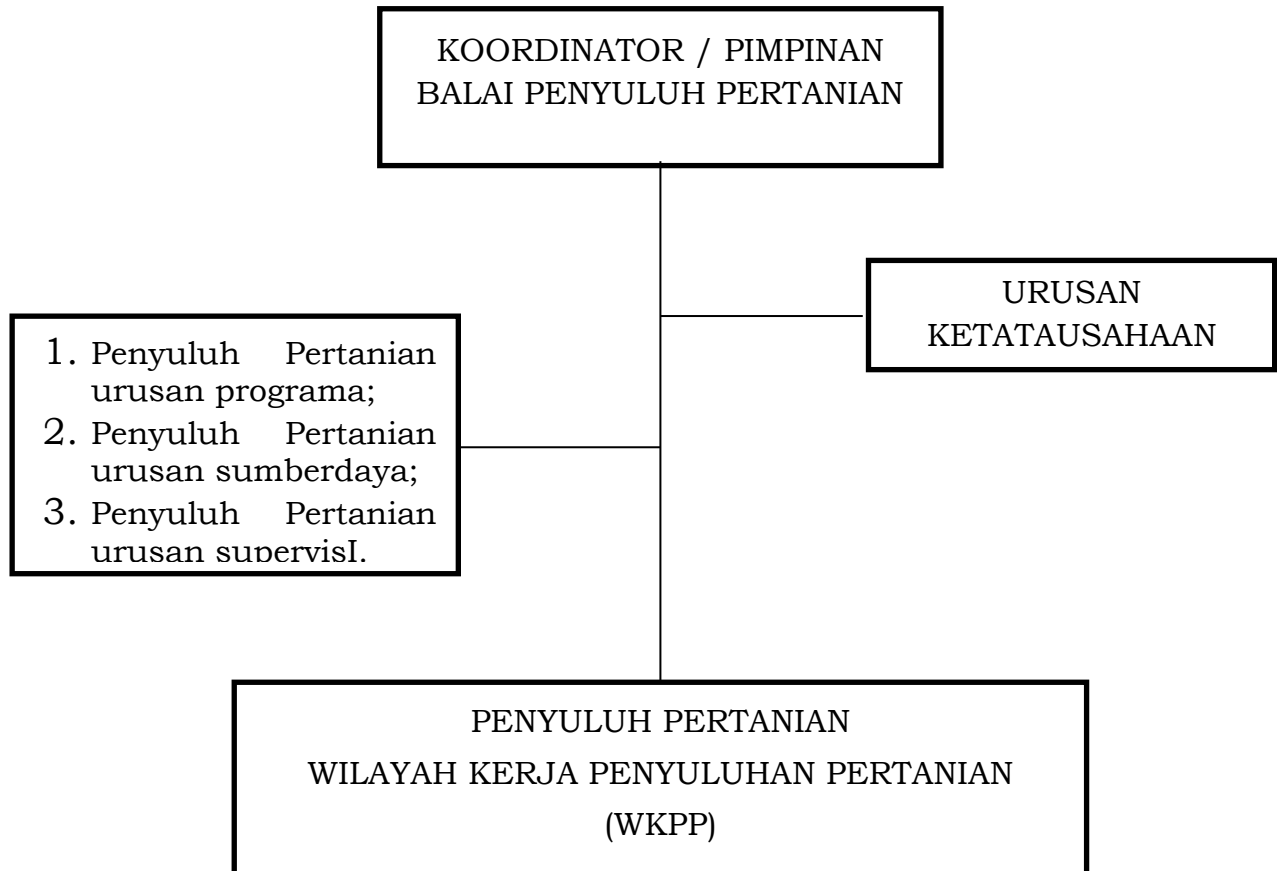 KOORDINATOR / PIMPINAN
BALAI PENYULUH PERTANIAN
URUSAN
KETATAUSAHAAN
1. Penyuluh Pertanian
urusan programa;
2. Penyuluh Pertanian
urusan sumberdaya;
3. Penyuluh Pertanian
urusan supervisI.
PENYULUH PERTANIAN
WILAYAH KERJA PENYULUHAN PERTANIAN
(WKPP)